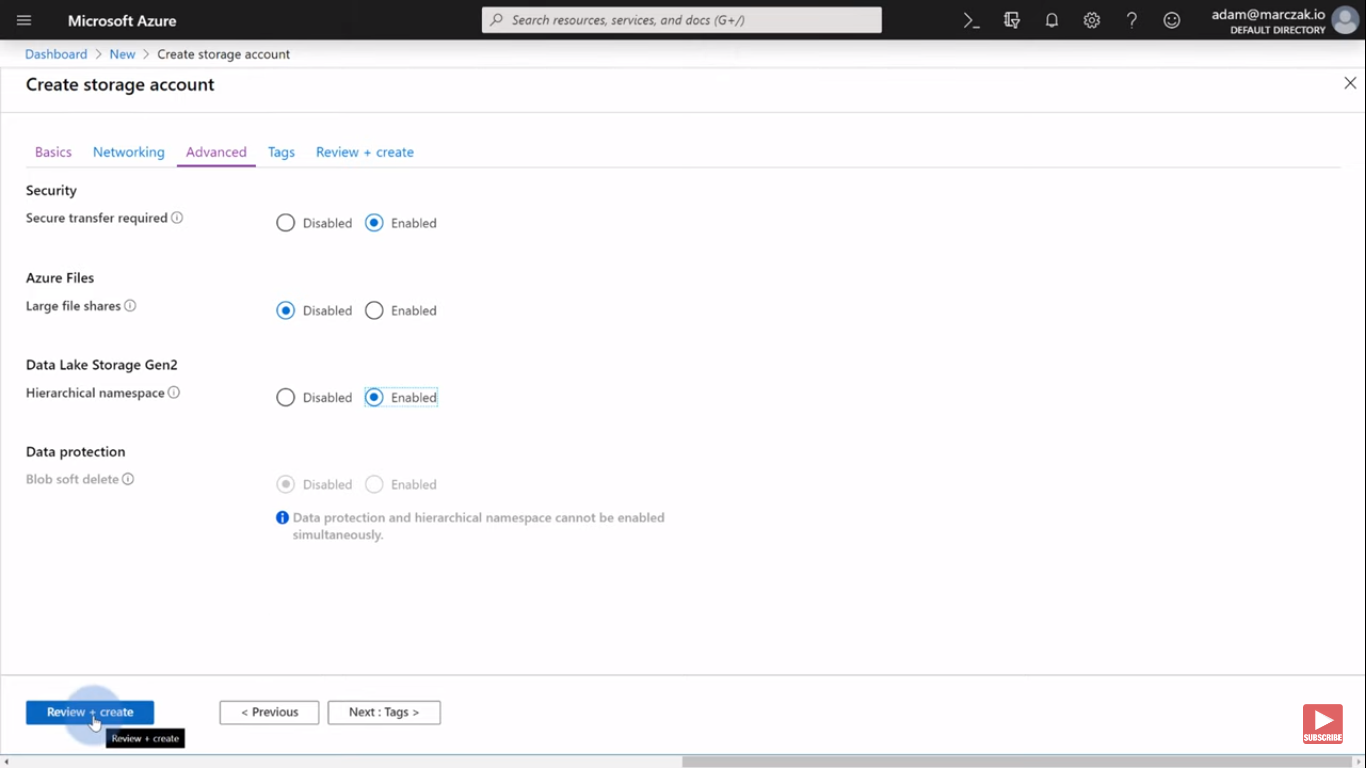 Microsoft Azure
Search resources, services, and docs (G+/)
adam@marczak.io
DEFAULT DIRECTORY
Dashboard > New > Create storage account
Create storage account
Basics Networking Advanced Tags Review + create
Security
Secure transfer required Disabled Enabled
Azure Files
Large file shares Disabled Enabled
Data Lake Storage Gen2
Hierarchical namespace Disabled Enabled
Data protection
Blob soft delete Disabled Enabled
Data protection and hierarchical namespace cannot be enabled
simultaneously.
Review + create < Previous Next : Tags >
Review + create
SUBSCRIBE